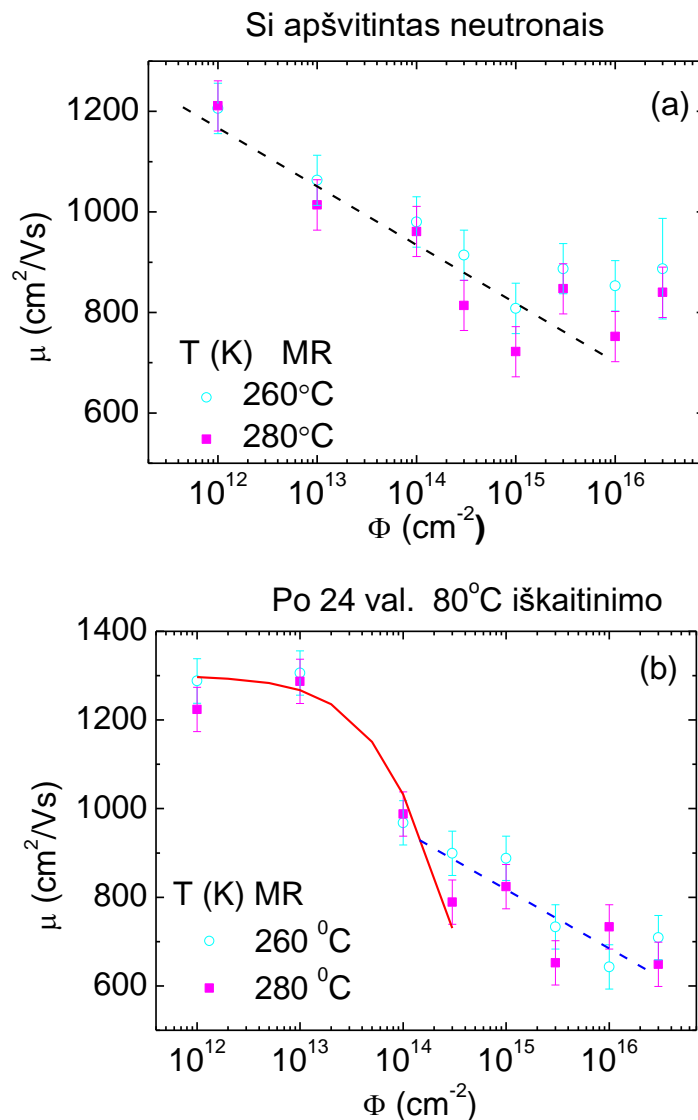 Si apšvitintas neutronais
(a)
1200
1000
800
600
μ (cm²/Vs)
T (K) MR
260°C
280°C
10¹² 10¹³ 10¹⁴ 10¹⁵ 10¹⁶
Φ (cm⁻²)
Po 24 val. 80°C iškaitinimo
(b)
1400
1200
1000
800
600
μ (cm²/Vs)
T (K) MR
260 ⁰C
280 ⁰C
10¹² 10¹³ 10¹⁴ 10¹⁵ 10¹⁶
Φ (cm⁻²)